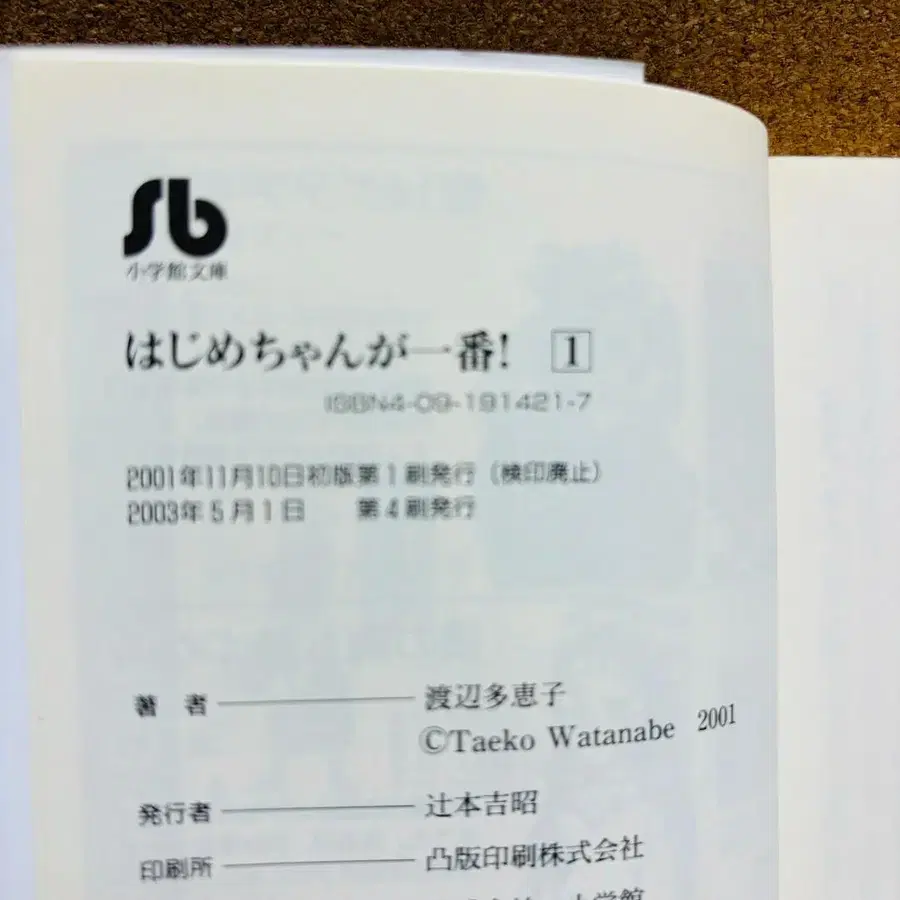 Sb
小学館文庫
はじめちゃんが一番! 1
ISBN4-09-191421-7
2001年11月10日初版第1刷発行(検印廃止)
2003年5月1日 第4刷発行
著 者 渡辺多恵子
©Taeko Watanabe 2001
発行者 辻本吉昭
印刷所 凸版印刷株式会社
小学館